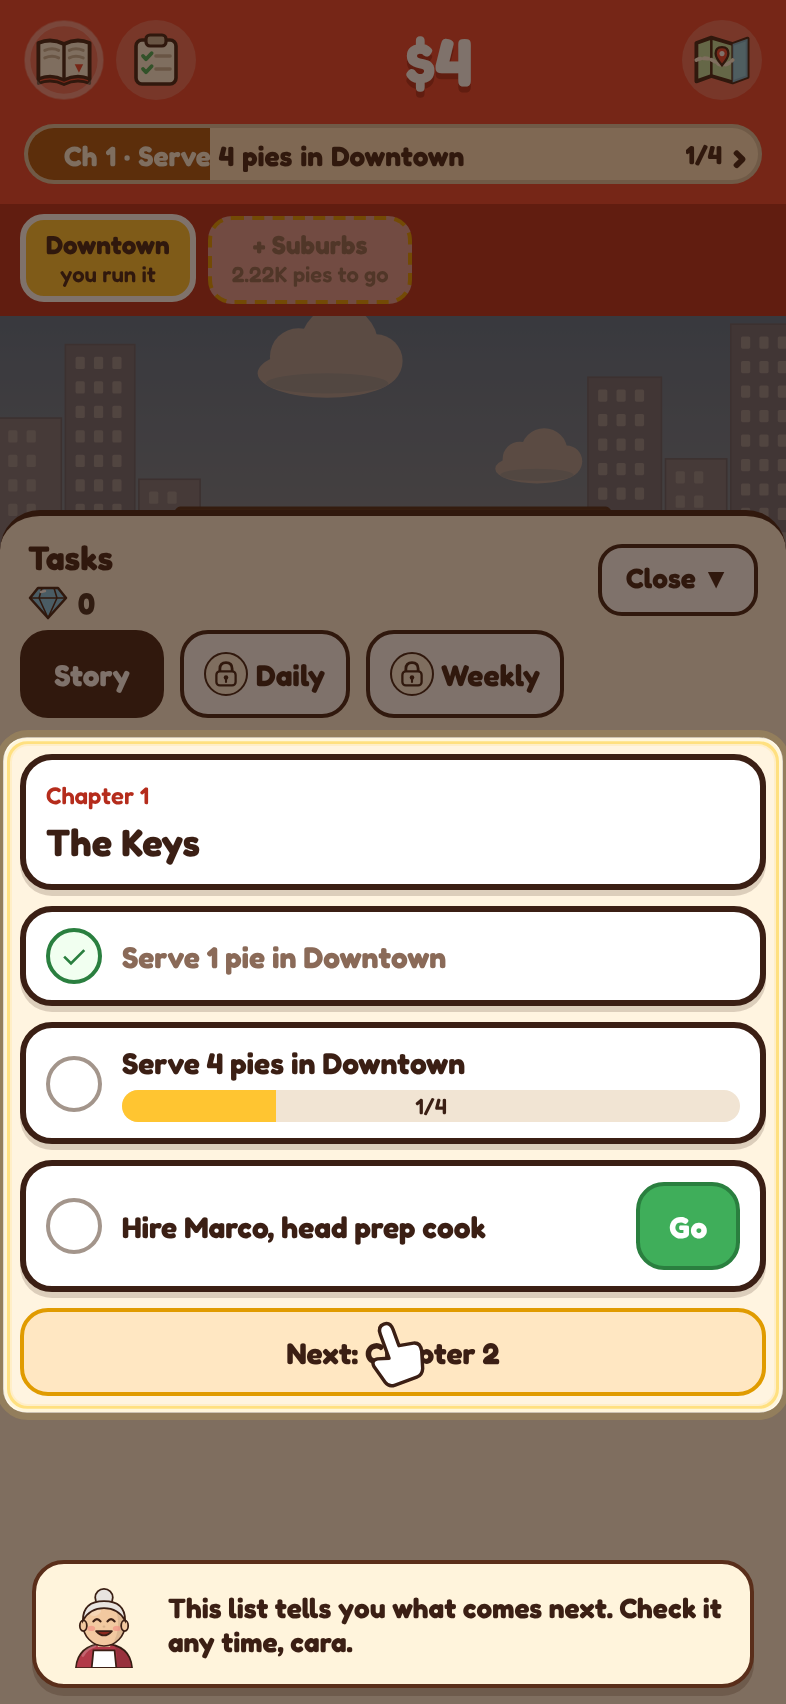 $4
Ch 1 · Serve 4 pies in Downtown
1/4
Downtown
you run it
+ Suburbs
2.22K pies to go
Tasks
0
Close ▼
Story
Daily
Weekly
Chapter 1
The Keys
Serve 1 pie in Downtown
Serve 4 pies in Downtown
1/4
Hire Marco, head prep cook
Go
Next: 2
This list tells you what comes next. Check it
any time, cara.